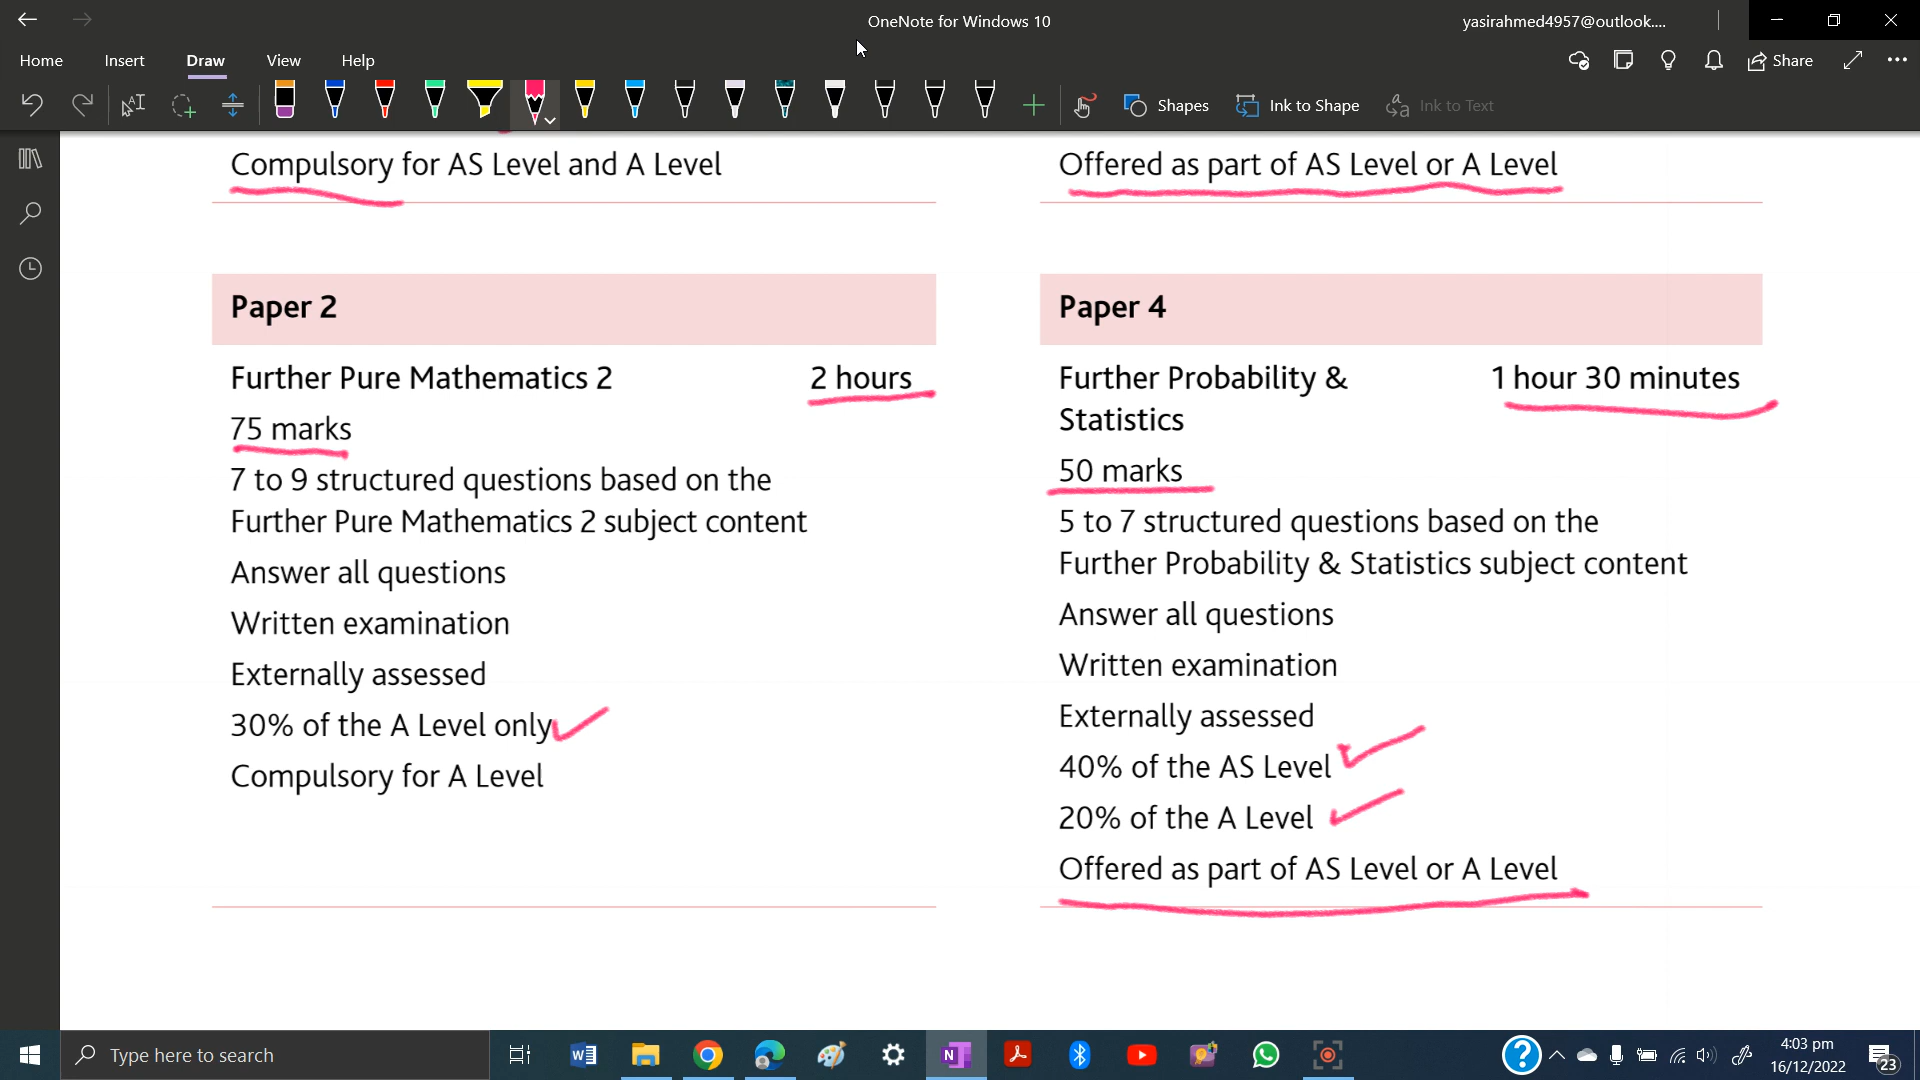 OneNote for Windows 10
yasirahmed4957@outlook....
Home Insert Draw View Help
Share
Shapes Ink to Shape Ink to Text
Compulsory for AS Level and A Level
Offered as part of AS Level or A Level
Paper 2
Further Pure Mathematics 2 2 hours
75 marks
7 to 9 structured questions based on the
Further Pure Mathematics 2 subject content
Answer all questions
Written examination
Externally assessed
30% of the A Level only
Compulsory for A Level
Paper 4
Further Probability & 1 hour 30 minutes
Statistics
50 marks
5 to 7 structured questions based on the
Further Probability & Statistics subject content
Answer all questions
Written examination
Externally assessed
40% of the AS Level
20% of the A Level
Offered as part of AS Level or A Level
Type here to search
4:03 pm
16/12/2022
23